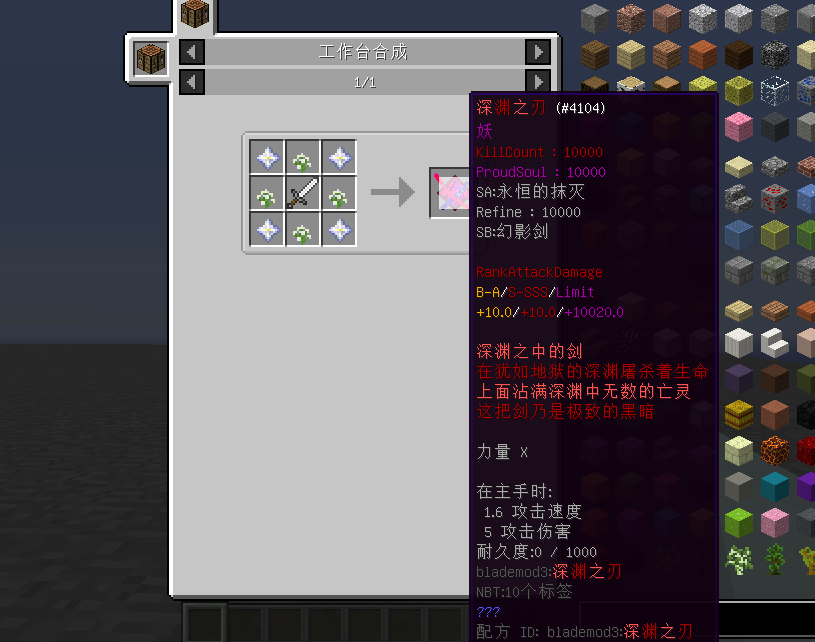 工作台合成
1/1
深渊之刃 (#4104)
妖
KillCount : 10000
ProudSoul : 10000
SA:永恒的抹灭
Refine : 10000
SB:幻影剑
RankAttackDamage
B-A/S-SSS/Limit
+10.0/+10.0/+10020.0
深渊之中的剑
在犹如地狱的深渊屠杀着生命
上面沾满深渊中无数的亡灵
这把剑乃是极致的黑暗
力量 X
在主手时:
1.6 攻击速度
5 攻击伤害
耐久度:0 / 1000
blademod3:深渊之刃
NBT:10个标签
???
配方 ID: blademod3:深渊之刃